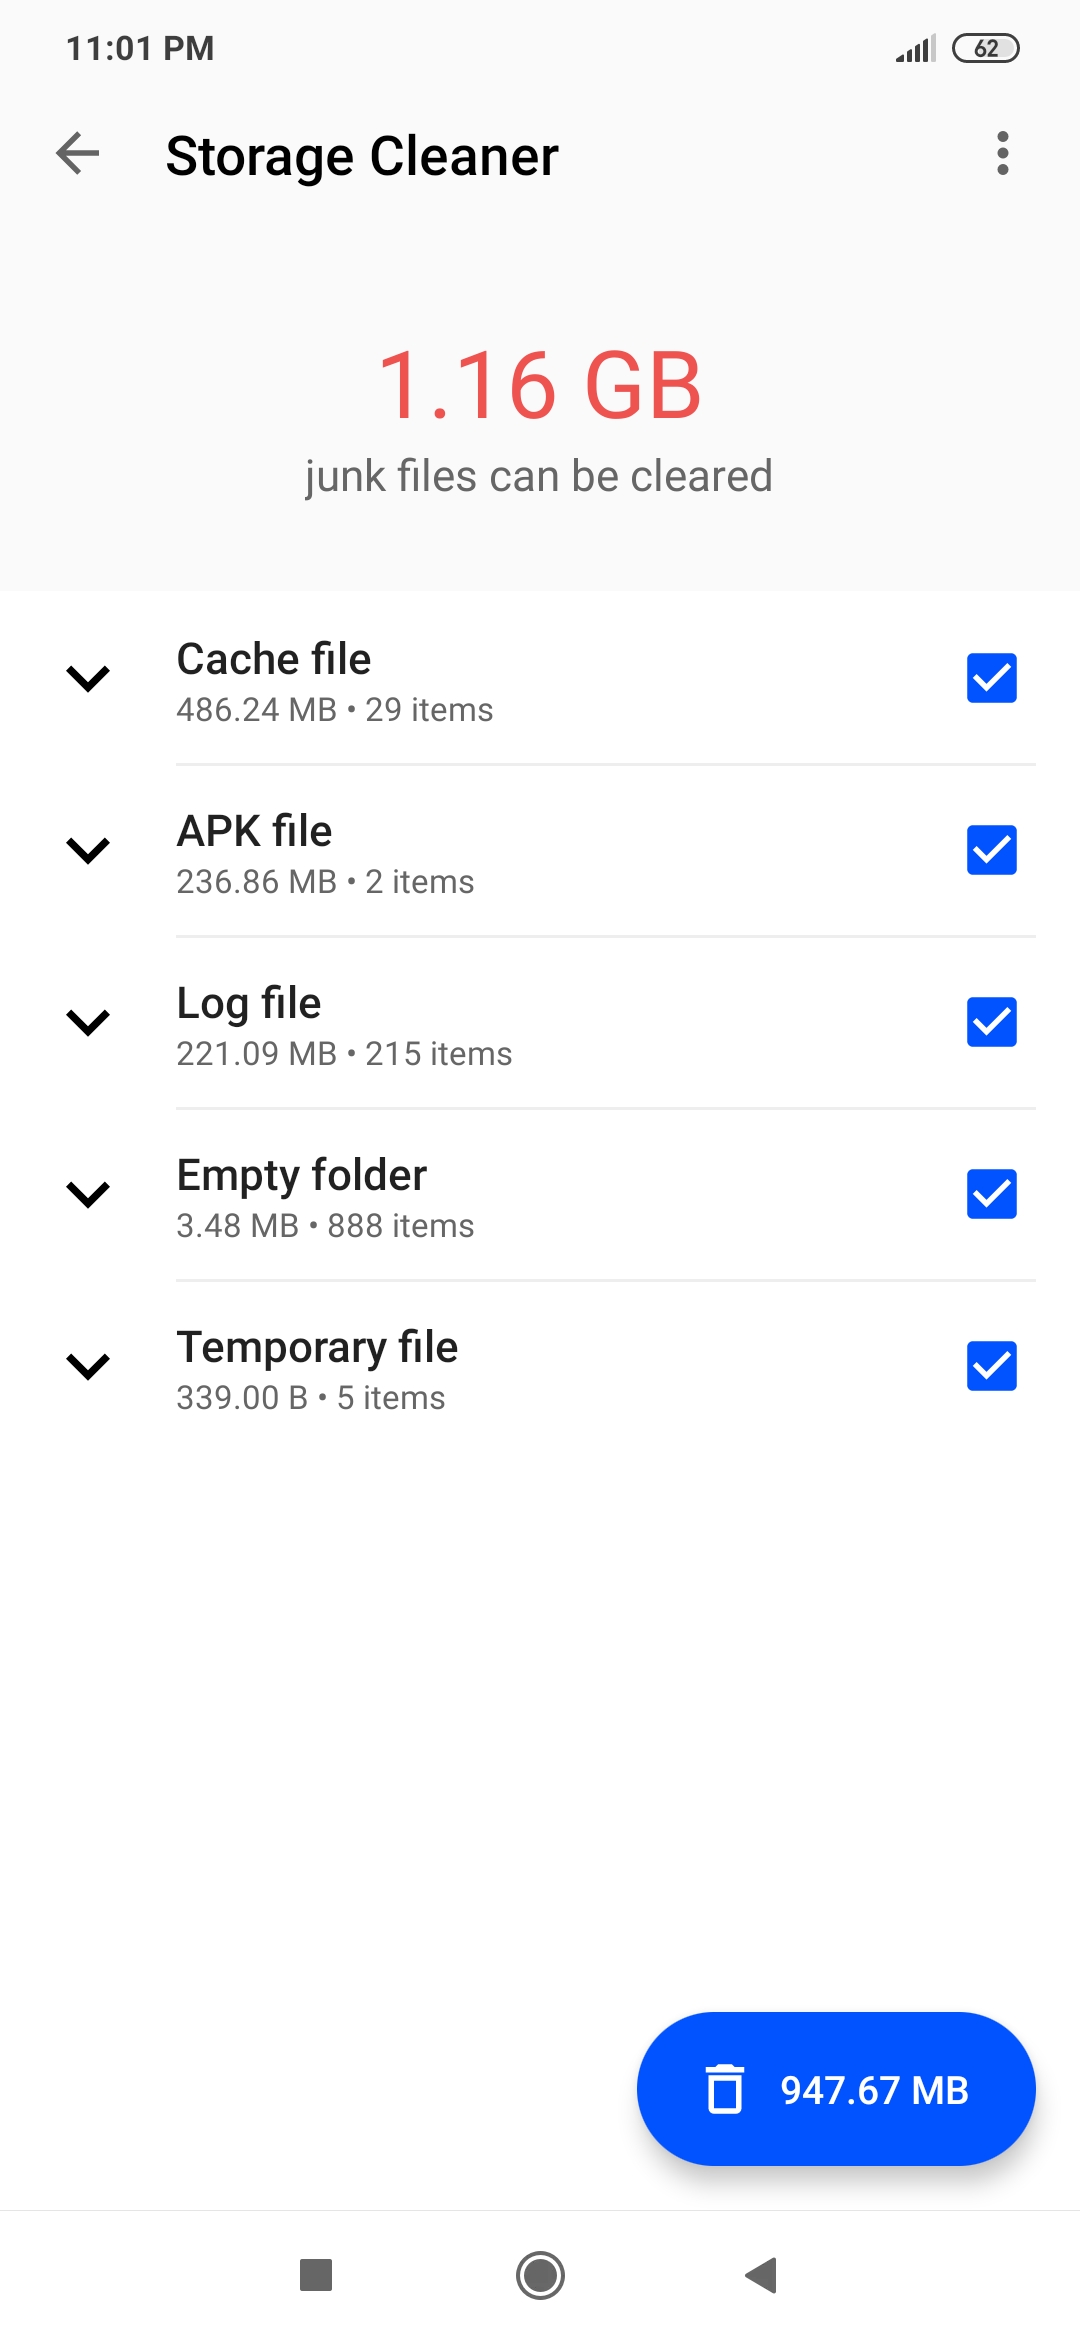 11:01 PM
62
Storage Cleaner
1.16 GB
junk files can be cleared
Cache file
486.24 MB • 29 items
APK file
236.86 MB • 2 items
Log file
221.09 MB • 215 items
Empty folder
3.48 MB • 888 items
Temporary file
339.00 B • 5 items
947.67 MB